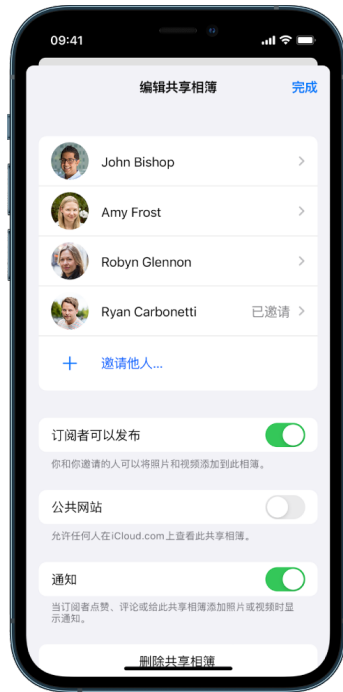 09:41
编辑共享相簿 完成
John Bishop
Amy Frost
Robyn Glennon
Ryan Carbonetti 已邀请
邀请他人...
订阅者可以发布
你和你邀请的人可以将照片和视频添加到此相簿。
公共网站
允许任何人在iCloud.com上查看此共享相簿。
通知
当订阅者点赞、评论或给此共享相簿添加照片或视频时显
示通知。
删除共享相簿